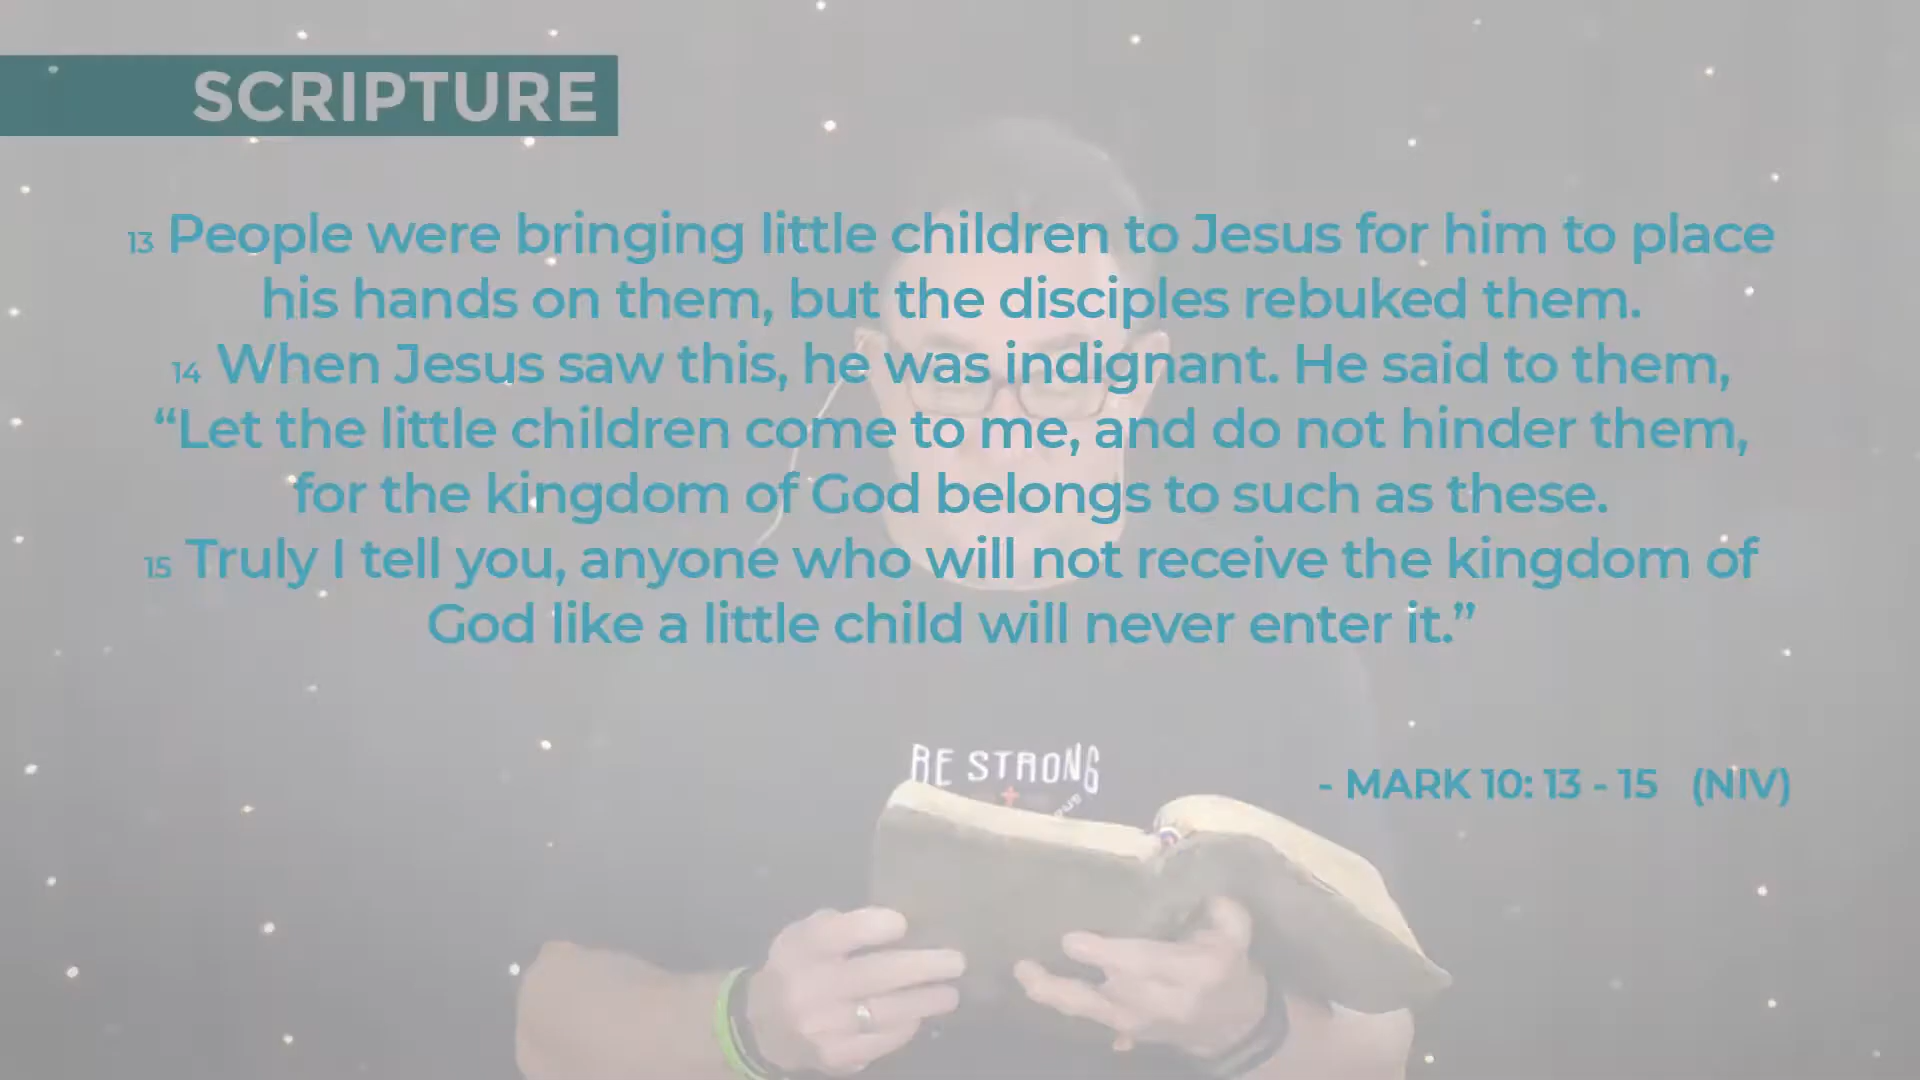 SCRIPTURE
13 People were bringing little children to Jesus for him to place
his hands on them, but the disciples rebuked them.
14 When Jesus saw this, he was indignant. He said to them,
“Let the little children come to me, and do not hinder them,
for the kingdom of God belongs to such as these.
15 Truly I tell you, anyone who will not receive the kingdom of
God like a little child will never enter it.”
- MARK 10: 13 - 15 (NIV)
BE STRONG